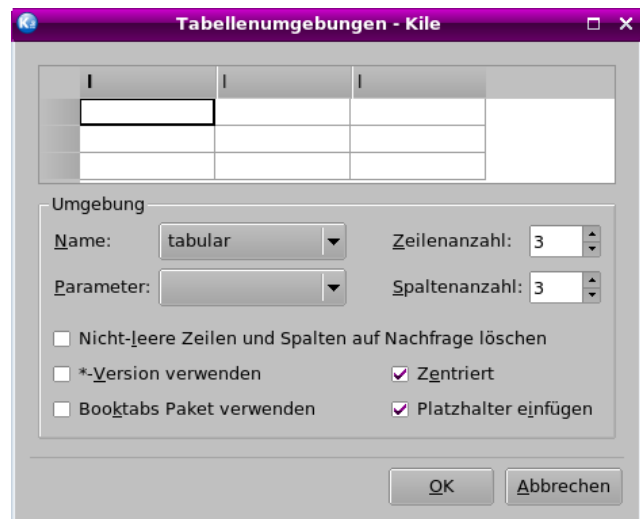 Tabellenumgebungen - Kile
l l l
Umgebung
Name: tabular Zeilenanzahl: 3
Parameter: Spaltenanzahl: 3
Nicht-leere Zeilen und Spalten auf Nachfrage löschen
*-Version verwenden Zentriert
Booktabs Paket verwenden Platzhalter einfügen
OK Abbrechen